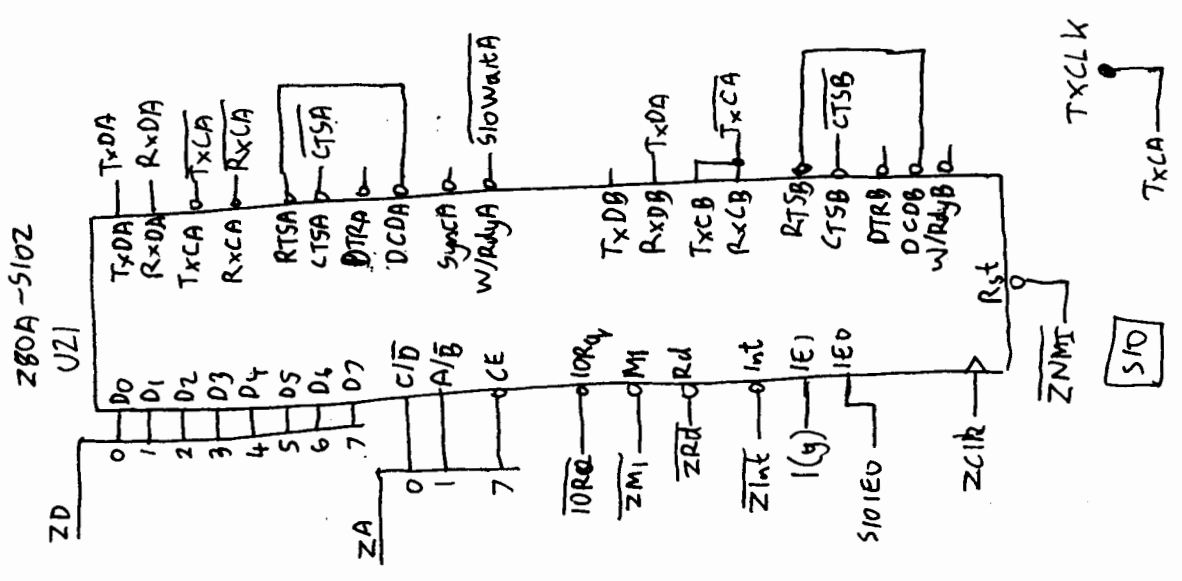 Z80A-SIO2
U21
TxDA
RxDA
TxCA
RxCA
CTSA
SlowaitA
TxDA
TxCA
CTSB
TxDA
RxDA
TxCA
RxCA
RTSA
CTSA
DTRA
DCDA
SyncA
W/RdyA
TxDB
RxDB
TxCB
RxCB
RTSB
CTSB
DTRB
DCDB
W/RdyB
Rst
D0
D1
D2
D3
D4
D5
D6
D7
C/D̅
A/B̅
CE
IORq
M1
Rd
Int
IEI
IEO
0
1
2
3
4
5
6
7
ZD
0
1
7
ZA
IORQ
ZM1
ZRd
ZInt
1(y)
SIOIEO
ZClk
ZNMI
SIO
TXCLK
TxCA